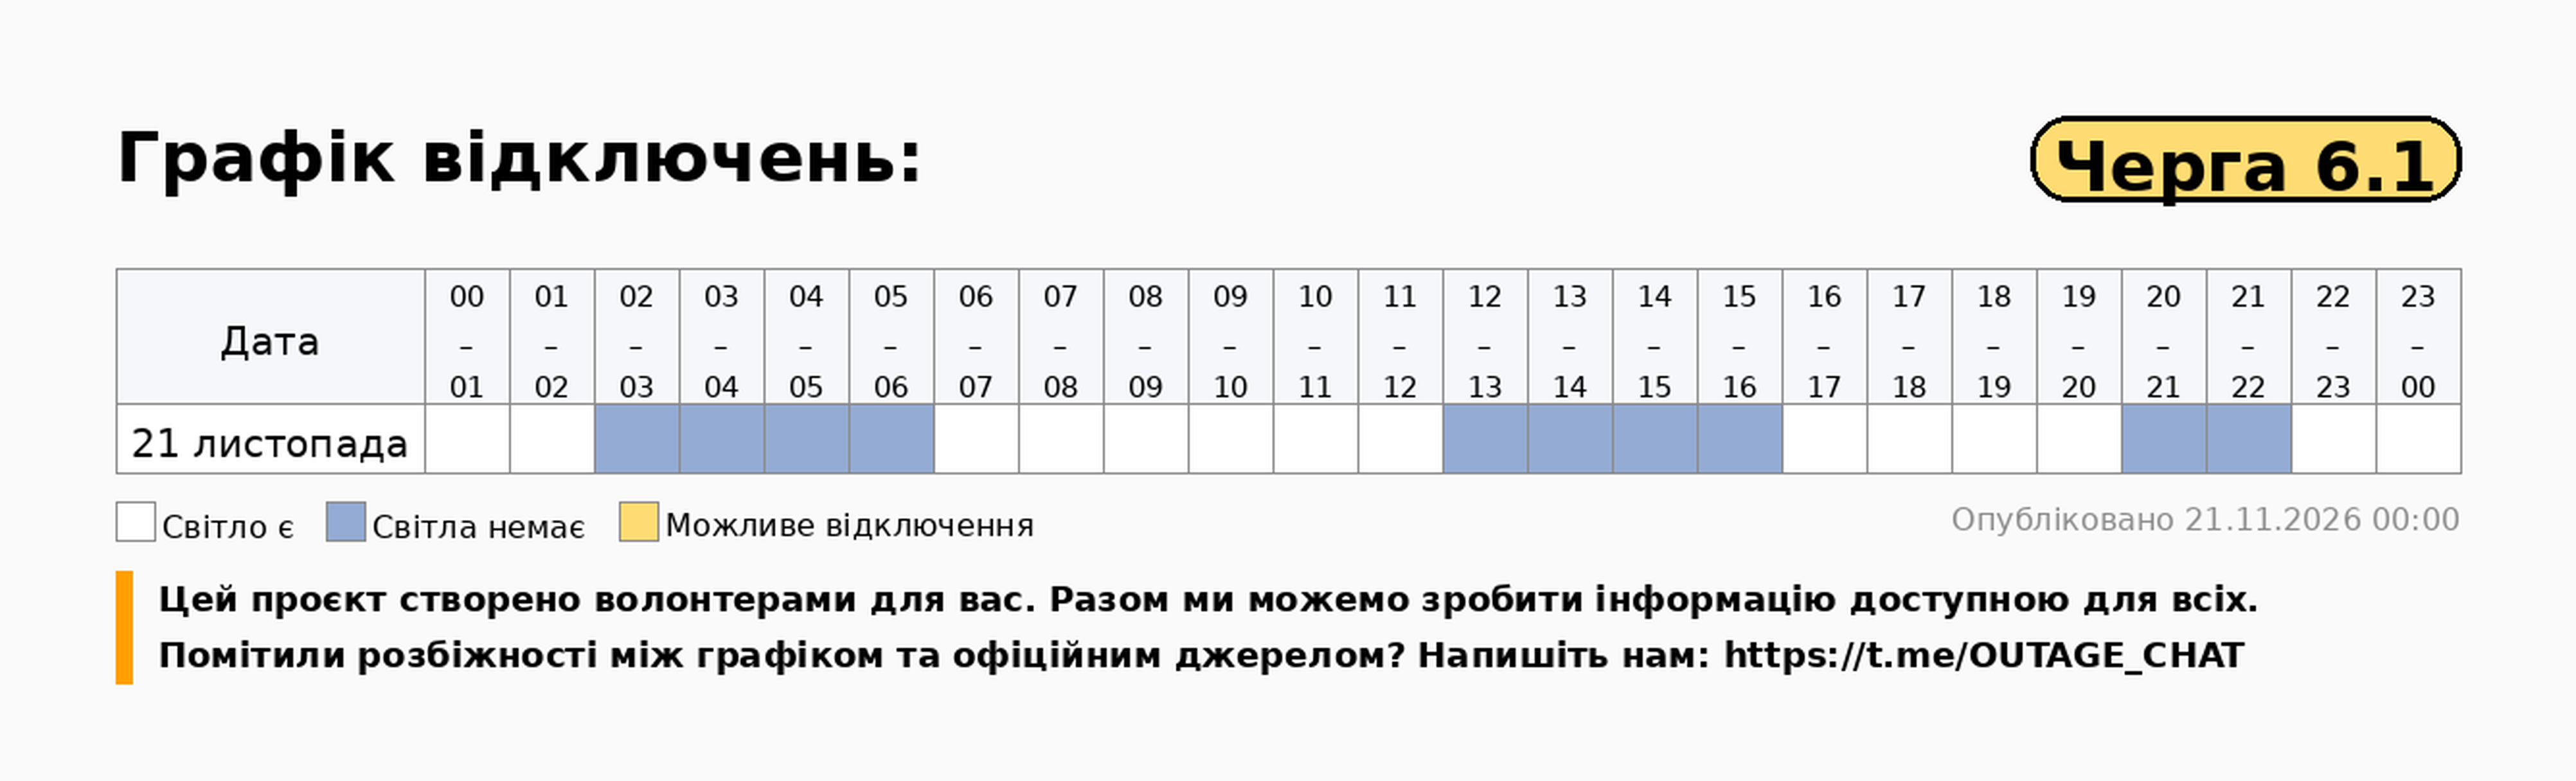 Графік відключень:
Черга 6.1
Дата
00 – 01
01 – 02
02 – 03
03 – 04
04 – 05
05 – 06
06 – 07
07 – 08
08 – 09
09 – 10
10 – 11
11 – 12
12 – 13
13 – 14
14 – 15
15 – 16
16 – 17
17 – 18
18 – 19
19 – 20
20 – 21
21 – 22
22 – 23
23 – 00
21 листопада
Світло є
Світла немає
Можливе відключення
Опубліковано 21.11.2026 00:00
Цей проєкт створено волонтерами для вас. Разом ми можемо зробити інформацію доступною для всіх.
Помітили розбіжності між графіком та офіційним джерелом? Напишіть нам: https://t.me/OUTAGE_CHAT